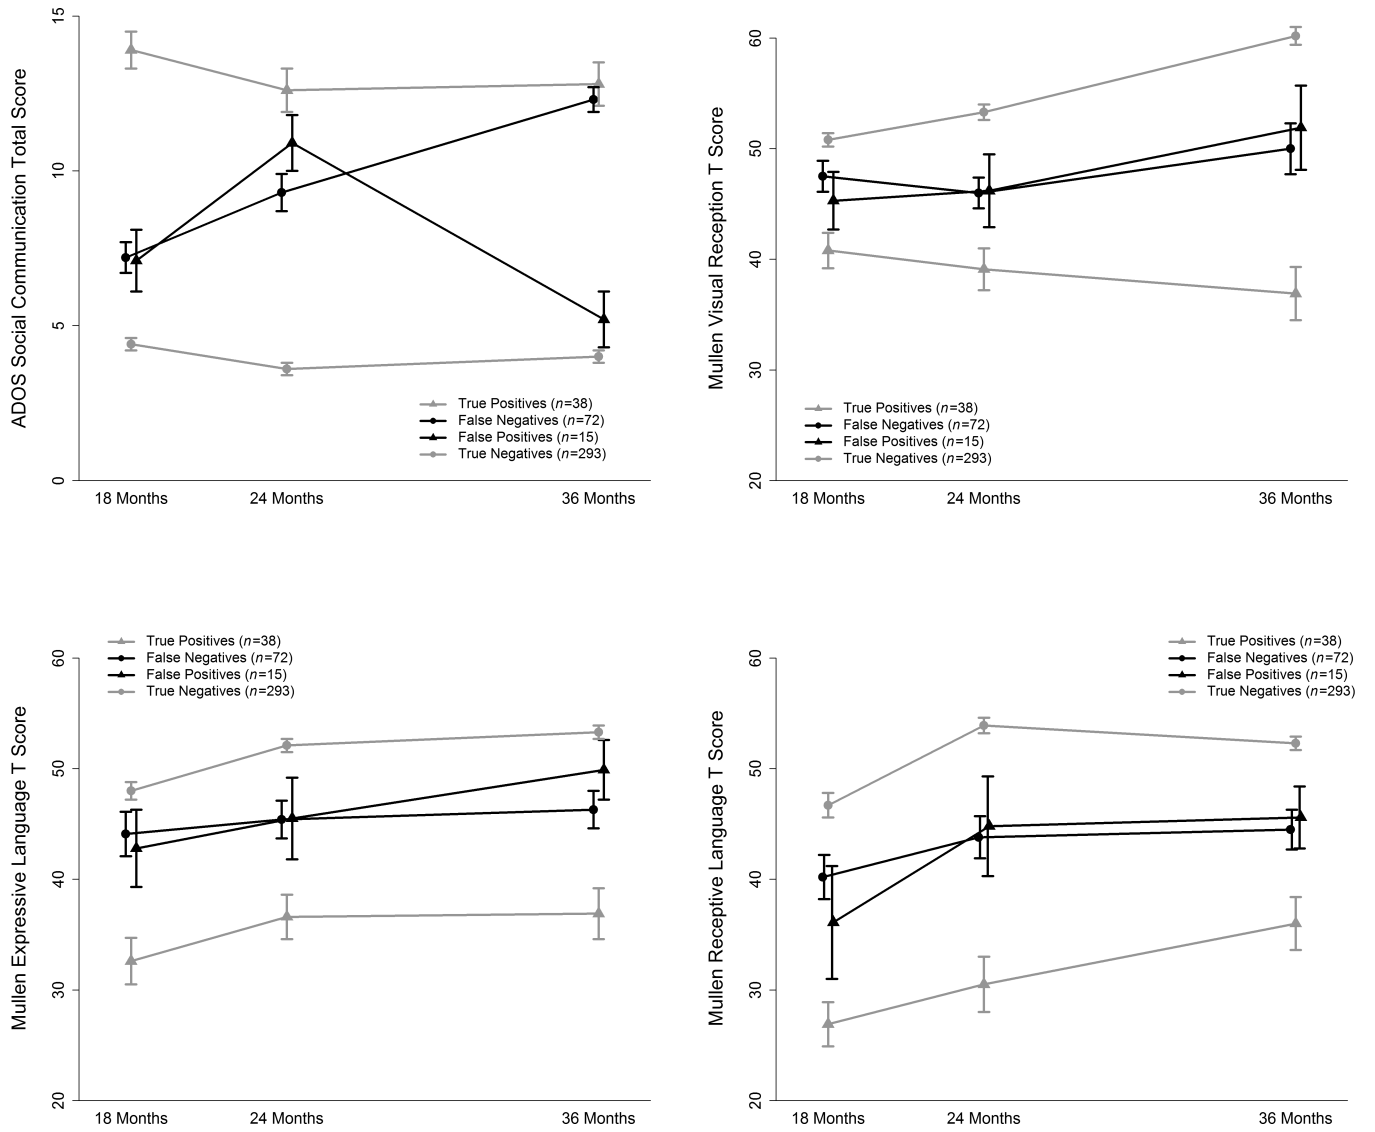 ADOS Social Communication Total Score
15
10
5
0
18 Months
24 Months
36 Months
True Positives (n=38)
False Negatives (n=72)
False Positives (n=15)
True Negatives (n=293)
Mullen Visual Reception T Score
60
50
40
30
20
18 Months
24 Months
36 Months
True Positives (n=38)
False Negatives (n=72)
False Positives (n=15)
True Negatives (n=293)
Mullen Expressive Language T Score
60
50
40
30
20
18 Months
24 Months
36 Months
True Positives (n=38)
False Negatives (n=72)
False Positives (n=15)
True Negatives (n=293)
Mullen Receptive Language T Score
60
50
40
30
20
18 Months
24 Months
36 Months
True Positives (n=38)
False Negatives (n=72)
False Positives (n=15)
True Negatives (n=293)